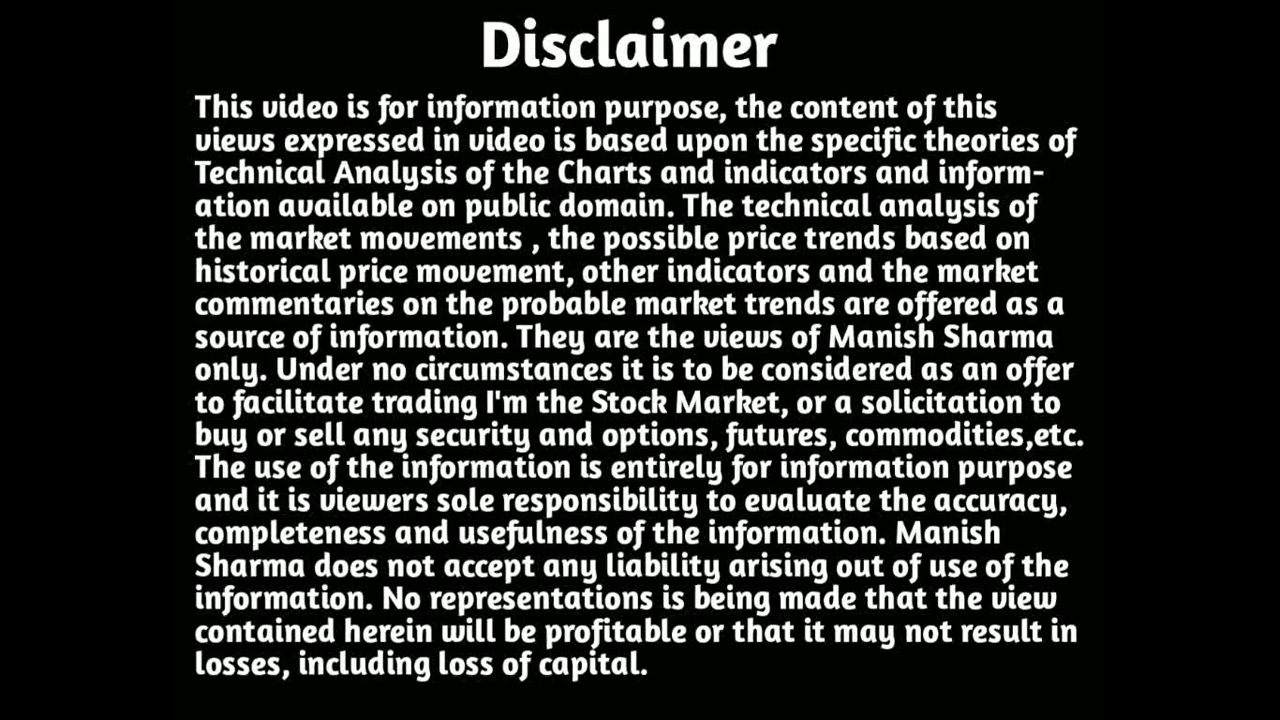 Disclaimer
This video is for information purpose, the content of this
views expressed in video is based upon the specific theories of
Technical Analysis of the Charts and indicators and inform-
ation available on public domain. The technical analysis of
the market movements , the possible price trends based on
historical price movement, other indicators and the market
commentaries on the probable market trends are offered as a
source of information. They are the views of Manish Sharma
only. Under no circumstances it is to be considered as an offer
to facilitate trading I'm the Stock Market, or a solicitation to
buy or sell any security and options, futures, commodities,etc.
The use of the information is entirely for information purpose
and it is viewers sole responsibility to evaluate the accuracy,
completeness and usefulness of the information. Manish
Sharma does not accept any liability arising out of use of the
information. No representations is being made that the view
contained herein will be profitable or that it may not result in
losses, including loss of capital.